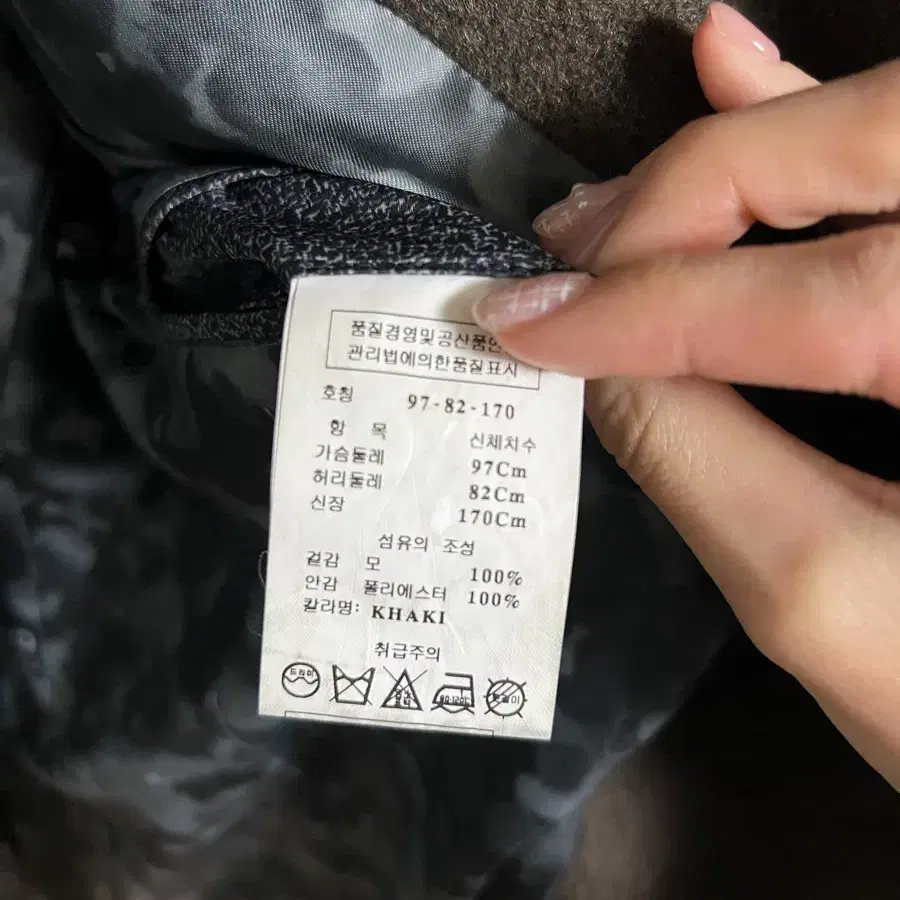 품질경영및공산품안
관리법에의한품질표시
호칭 97-82-170
항 목 신체치수
가슴둘레 97Cm
허리둘레 82Cm
신장 170Cm
섬유의 조성
겉감 모 100%
안감 폴리에스터 100%
칼라명: KHAKI
취급주의
드라이